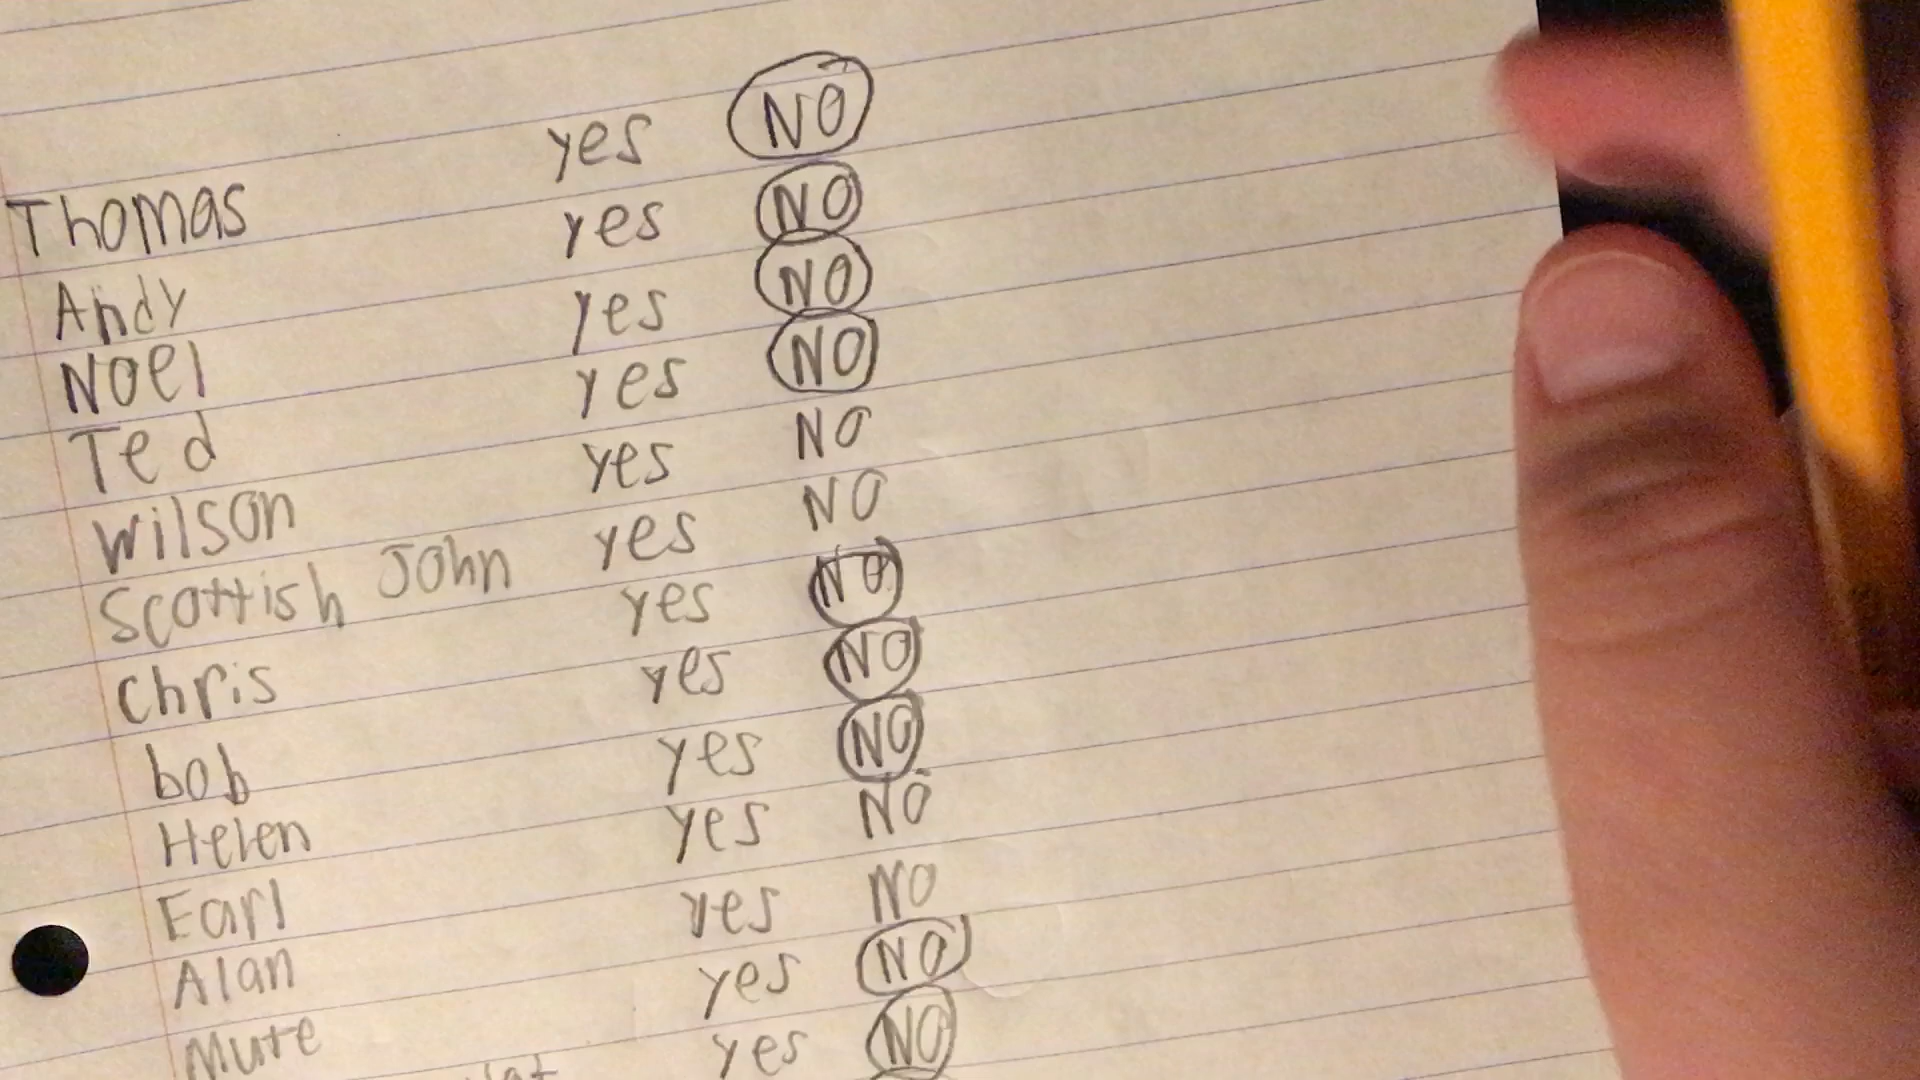 Thomas yes NO
Andy yes NO
Noel yes NO
Ted yes NO
Wilson yes NO
Scottish John yes NO
Chris yes NO
bob yes NO
Helen yes NO
Earl yes NO
Alan yes NO
Mute yes NO
yes NO